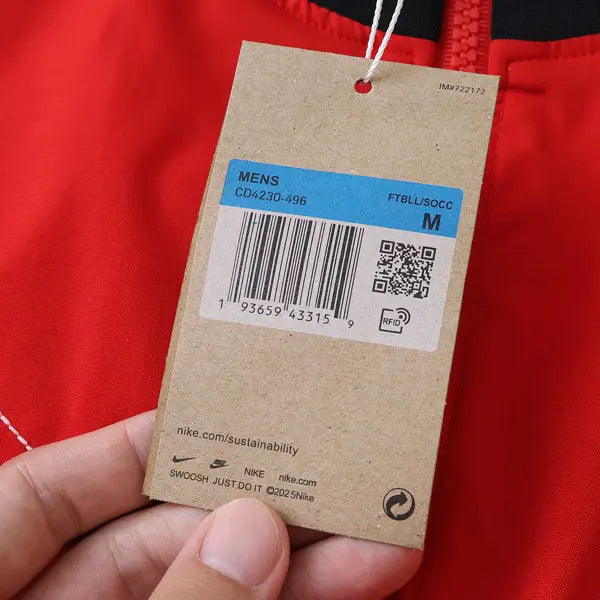 IM#722172
MENS
CD4230-496
FTBLL/SOCC
M
1 93659 43315 9
RFID
nike.com/sustainability
NIKE nike.com
SWOOSH JUST DO IT ©2025Nike